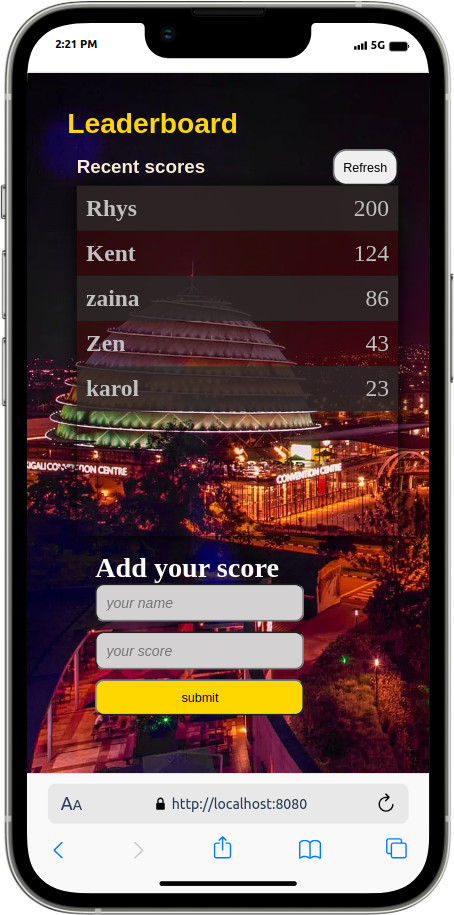 2:21 PM 5G
Leaderboard
Recent scores Refresh
Rhys 200
Kent 124
zaina 86
Zen 43
karol 23
KIGALI CONVENTION CENTRE
CONVENTION CENTRE
Add your score
your name
your score
submit
AA http://localhost:8080